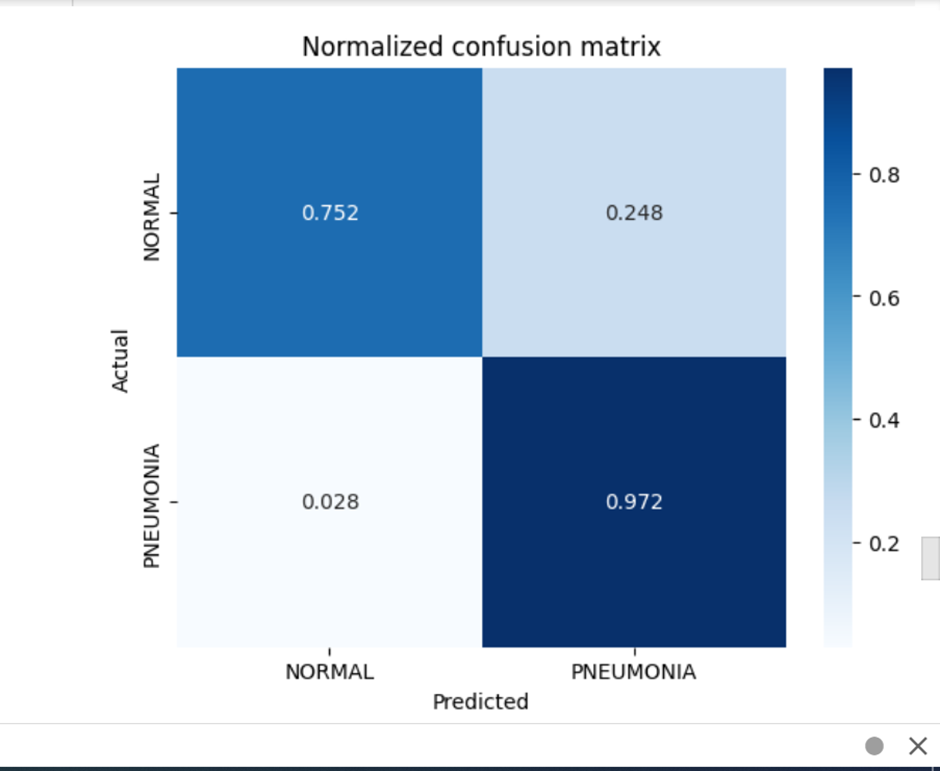 Normalized confusion matrix
NORMAL
0.752
0.248
0.8
0.6
Actual
0.4
PNEUMONIA
0.028
0.972
0.2
NORMAL
PNEUMONIA
Predicted